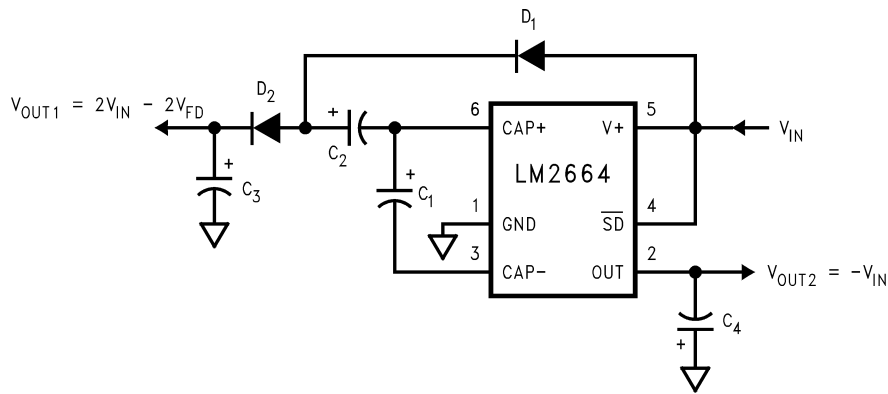 D1
VOUT1 = 2VIN - 2VFD
D2
+
C2
6
CAP+
V+
5
VIN
LM2664
+
C3
+
C1
1
GND
SD
4
3
CAP-
OUT
2
VOUT2 = -VIN
C4
+